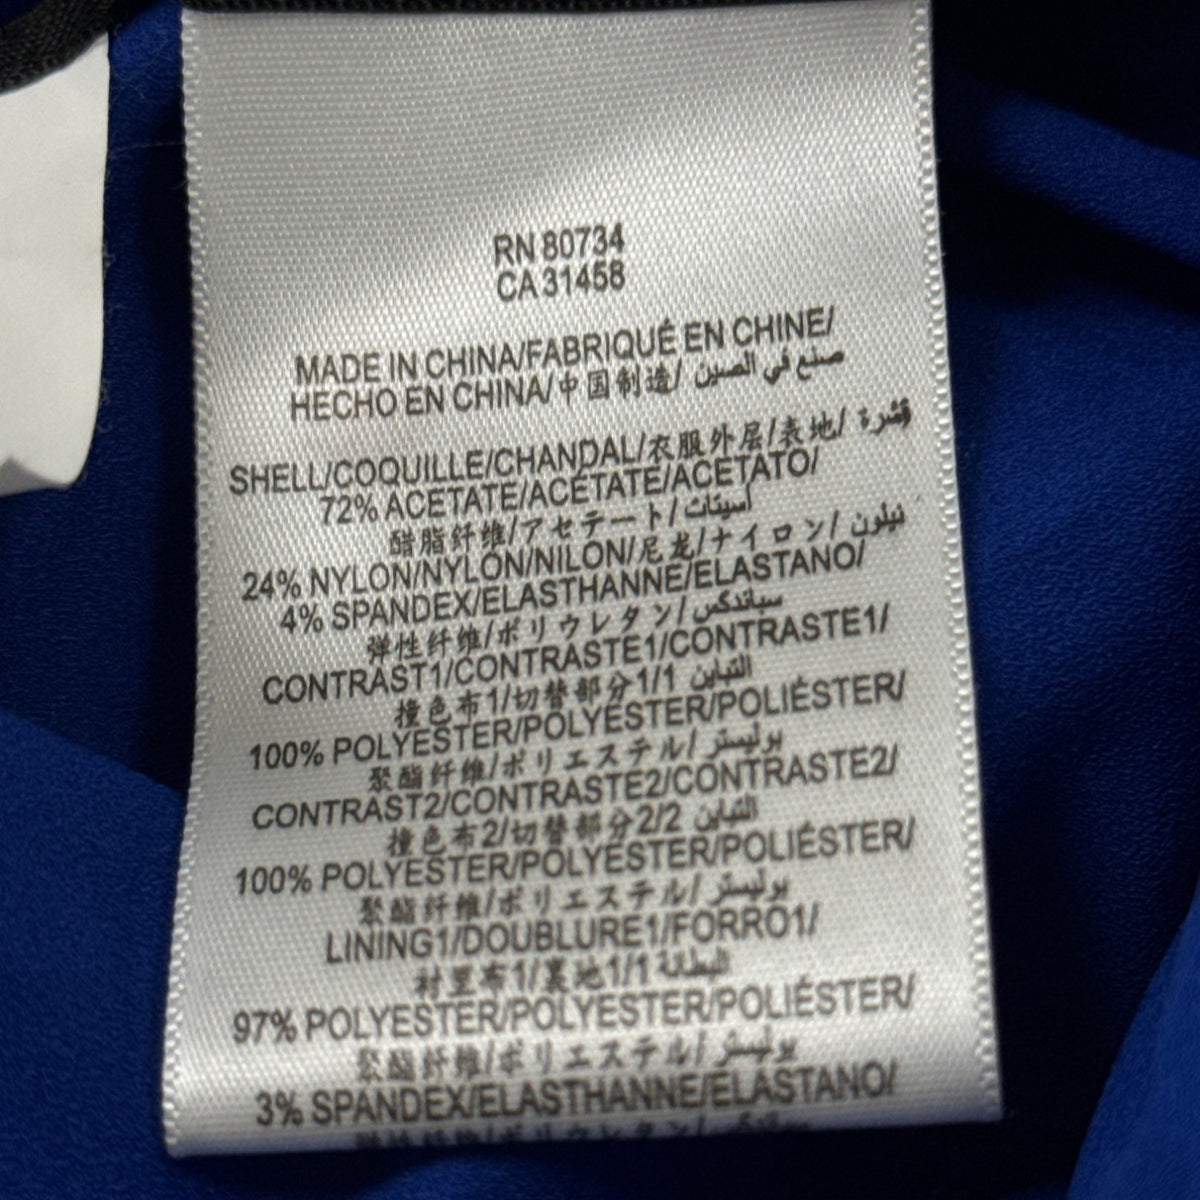 RN 80734
CA 31458
MADE IN CHINA/FABRIQUÉ EN CHINE/
HECHO EN CHINA/中国制造/ صنع في الصين
SHELL/COQUILLE/CHANDAL/衣服外层/表地/ قشرة
72% ACETATE/ACÉTATE/ACETATO/
醋脂纤维/アセテート/أسيتات
24% NYLON/NYLON/NILON/尼龙/ナイロン/ نيلون
4% SPANDEX/ELASTHANNE/ELASTANO/
弹性纤维/ポリウレタン/سباندكس
CONTRAST1/CONTRASTE1/CONTRASTE1/
撞色布1/切替部分1/1 التباين
100% POLYESTER/POLYESTER/POLIÉSTER/
聚酯纤维/ポリエステル/ بوليستر
CONTRAST2/CONTRASTE2/CONTRASTE2/
撞色布2/切替部分2/2 التباين
100% POLYESTER/POLYESTER/POLIÉSTER/
聚酯纤维/ポリエステル/ بوليستر
LINING1/DOUBLURE1/FORRO1/
衬里布1/裏地1/1 البطانة
97% POLYESTER/POLYESTER/POLIÉSTER/
聚酯纤维/ポリエステル/ بوليستر
3% SPANDEX/ELASTHANNE/ELASTANO/